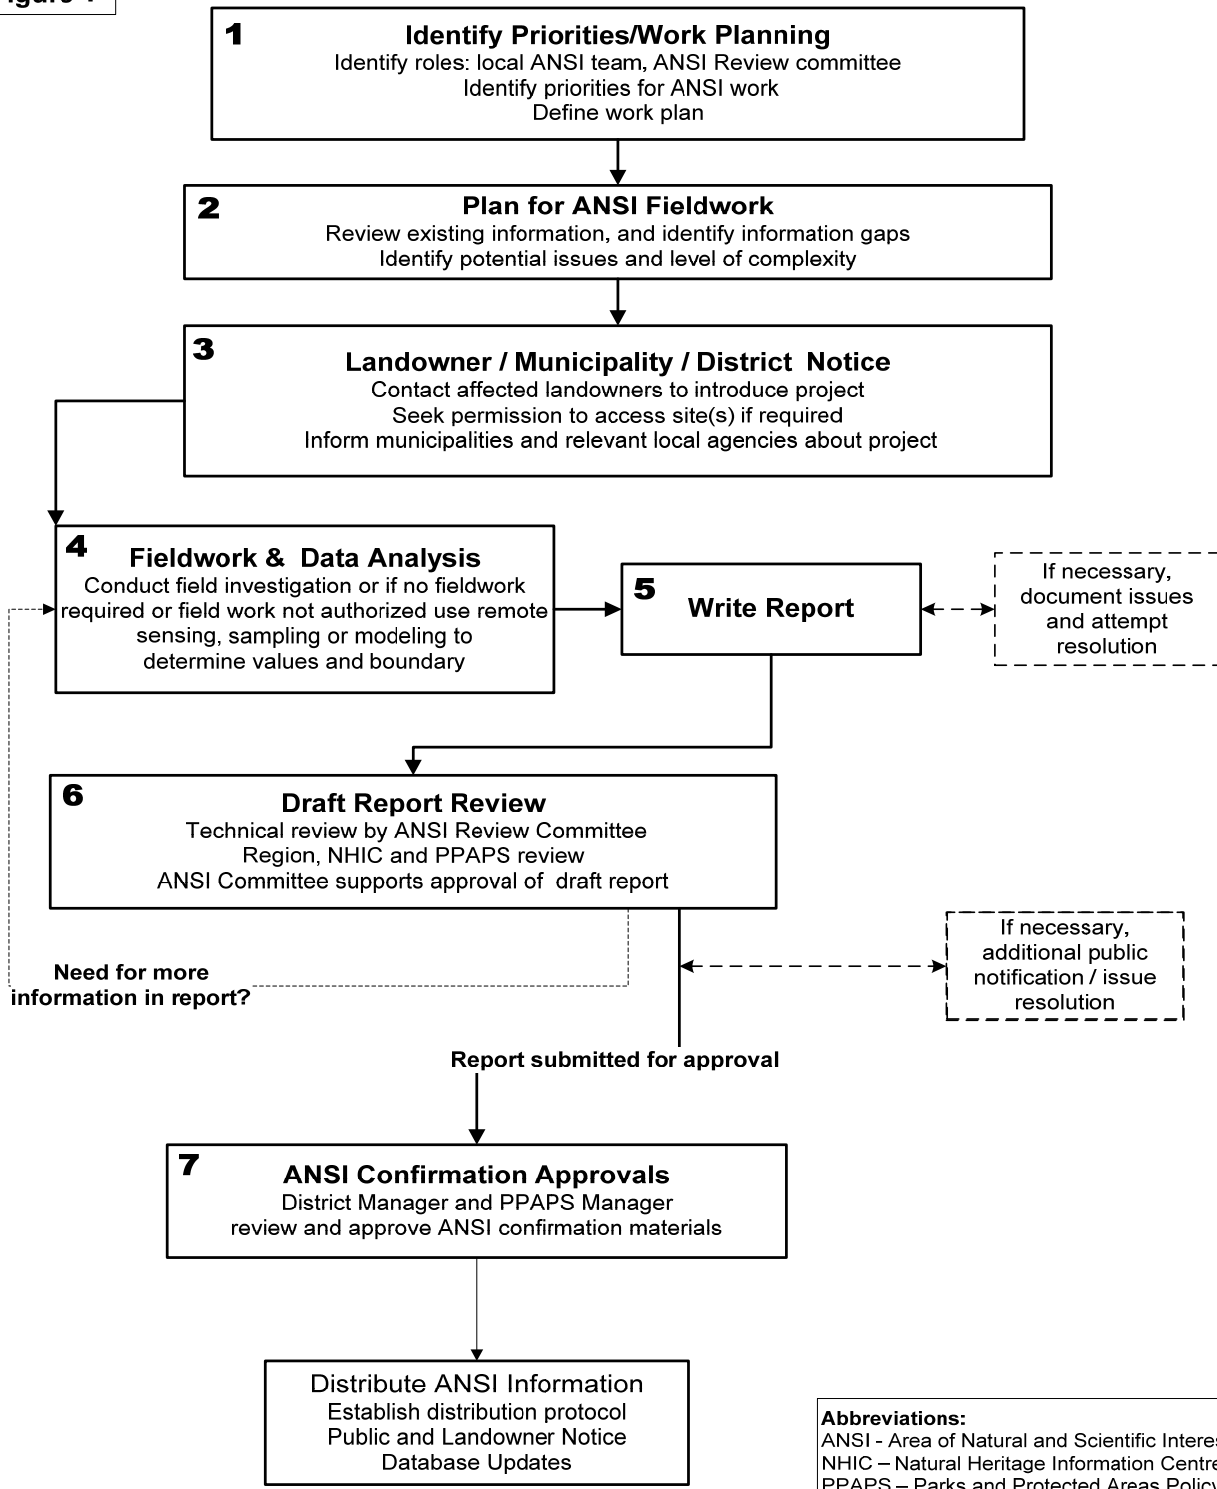 1
Identify Priorities/Work Planning
Identify roles: local ANSI team, ANSI Review committee
Identify priorities for ANSI work
Define work plan
2
Plan for ANSI Fieldwork
Review existing information, and identify information gaps
Identify potential issues and level of complexity
3
Landowner / Municipality / District Notice
Contact affected landowners to introduce project
Seek permission to access site(s) if required
Inform municipalities and relevant local agencies about project
4
Fieldwork & Data Analysis
Conduct field investigation or if no fieldwork
required or field work not authorized use remote
sensing, sampling or modeling to
determine values and boundary
5
Write Report
If necessary,
document issues
and attempt
resolution
6
Draft Report Review
Technical review by ANSI Review Committee
Region, NHIC and PPAPS review
ANSI Committee supports approval of draft report
If necessary,
additional public
notification / issue
resolution
Need for more
information in report?
Report submitted for approval
7
ANSI Confirmation Approvals
District Manager and PPAPS Manager
review and approve ANSI confirmation materials
Distribute ANSI Information
Establish distribution protocol
Public and Landowner Notice
Database Updates
Abbreviations:
ANSI - Area of Natural and Scientific
NHIC – Natural Heritage Information Centre
PPAPS – Parks and Protected Areas Policy